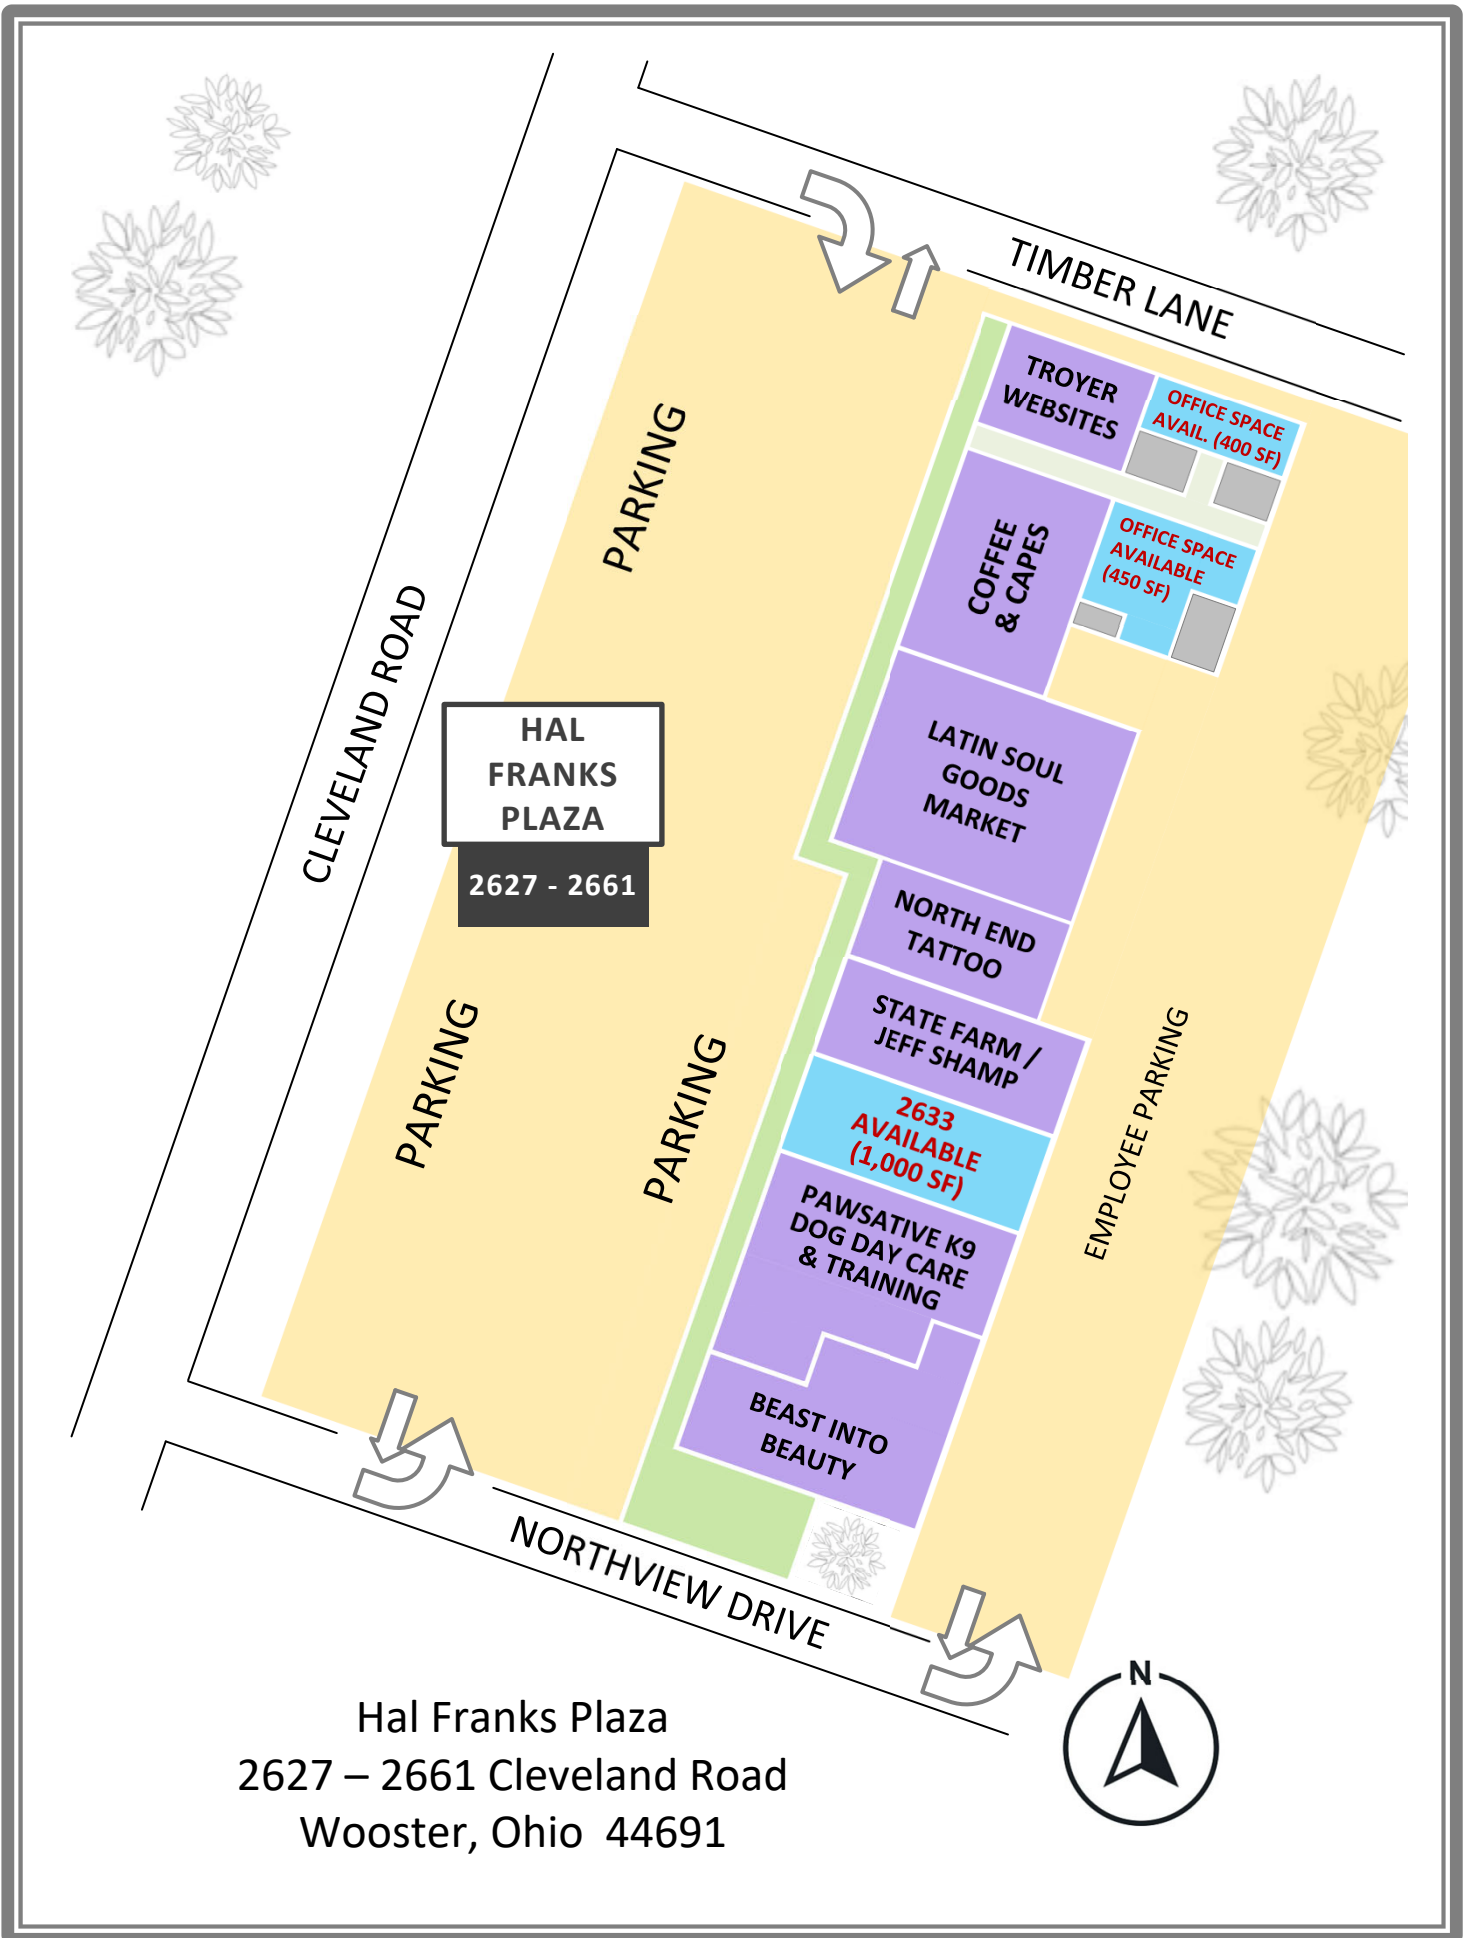 TIMBER LANE
TROYER
WEBSITES
OFFICE SPACE
AVAIL. (400 SF)
PARKING
COFFEE
& CAPES
OFFICE SPACE
AVAILABLE
(450 SF)
CLEVELAND ROAD
HAL
FRANKS
PLAZA
2627 - 2661
LATIN SOUL
GOODS
MARKET
NORTH END
TATTOO
STATE FARM /
JEFF SHAMP
PARKING
PARKING
2633
AVAILABLE
(1,000 SF)
EMPLOYEE PARKING
PAWSATIVE K9
DOG DAY CARE
& TRAINING
BEAST INTO
BEAUTY
NORTHVIEW DRIVE
N
Hal Franks Plaza
2627 – 2661 Cleveland Road
Wooster, Ohio  44691